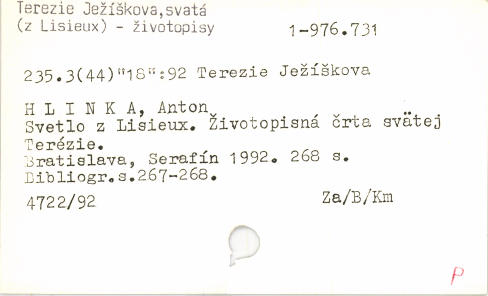 Terezie Ježíškova,svatá
(z Lisieux) - životopisy
1-976.731
235.3(44)"18":92 Terezie Ježíškova
H L I N K A, Anton
Svetlo z Lisieux. Životopisná črta svätej
Terézie.
Bratislava, Serafín 1992. 268 s.
Bibliogr.s.267-268.
4722/92
Za/B/Km
P